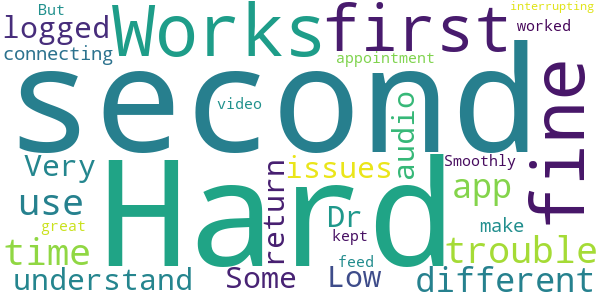 But
interrupting
logged
Works
first
worked
connecting
appointment
second
video
audio
fine
Very
issues
Smoothly
return
app
use
Hard
Dr
make
great
kept
time
trouble
feed
understand
Some
Low
different